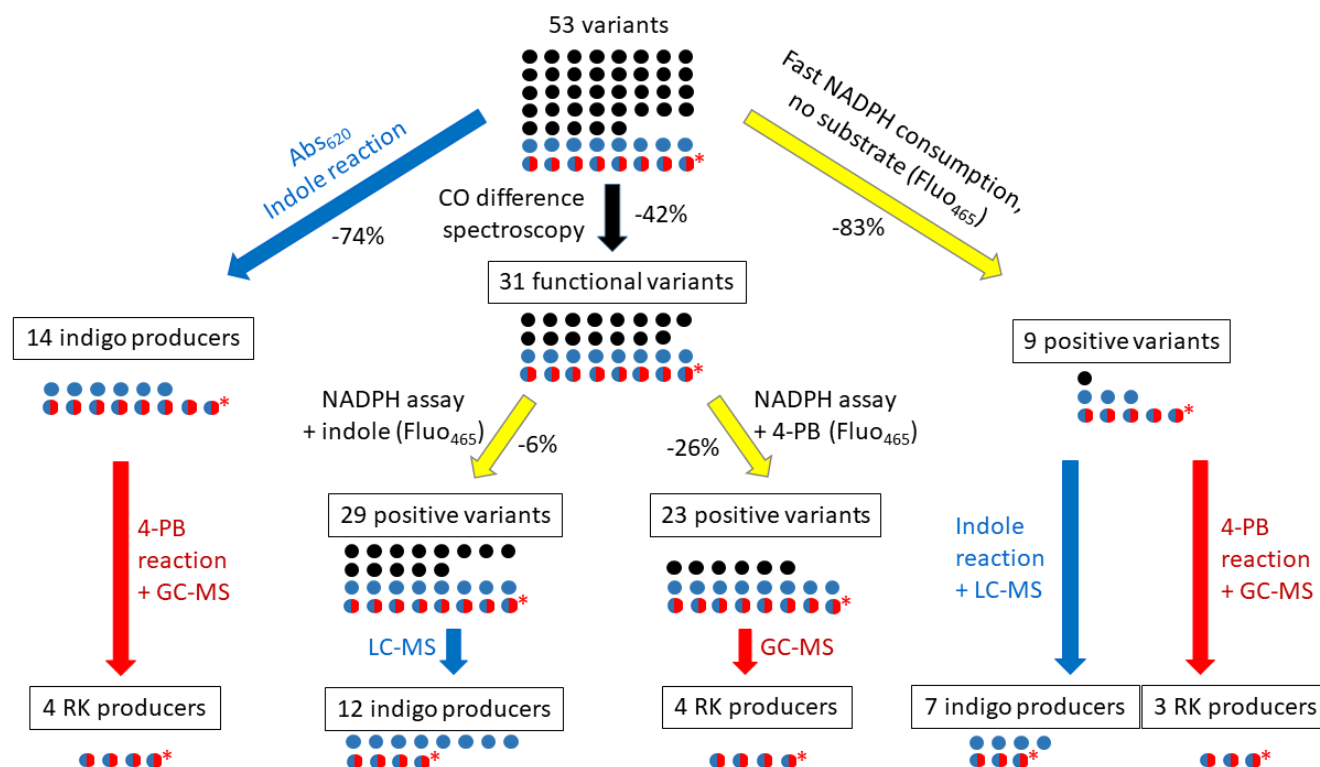 53 variants
Abs620
Indole reaction
-74%
CO difference
spectroscopy
-42%
Fast NADPH consumption,
no substrate (Fluo465)
-83%
*
31 functional variants
*
14 indigo producers
*
9 positive variants
*
NADPH assay
+ indole (Fluo465)
-6%
NADPH assay
+ 4-PB (Fluo465)
-26%
29 positive variants
*
23 positive variants
*
4-PB
reaction
+ GC-MS
LC-MS
GC-MS
Indole
reaction
+ LC-MS
4-PB
reaction
+ GC-MS
4 RK producers
*
12 indigo producers
*
4 RK producers
*
7 indigo producers
*
3 RK producers
*